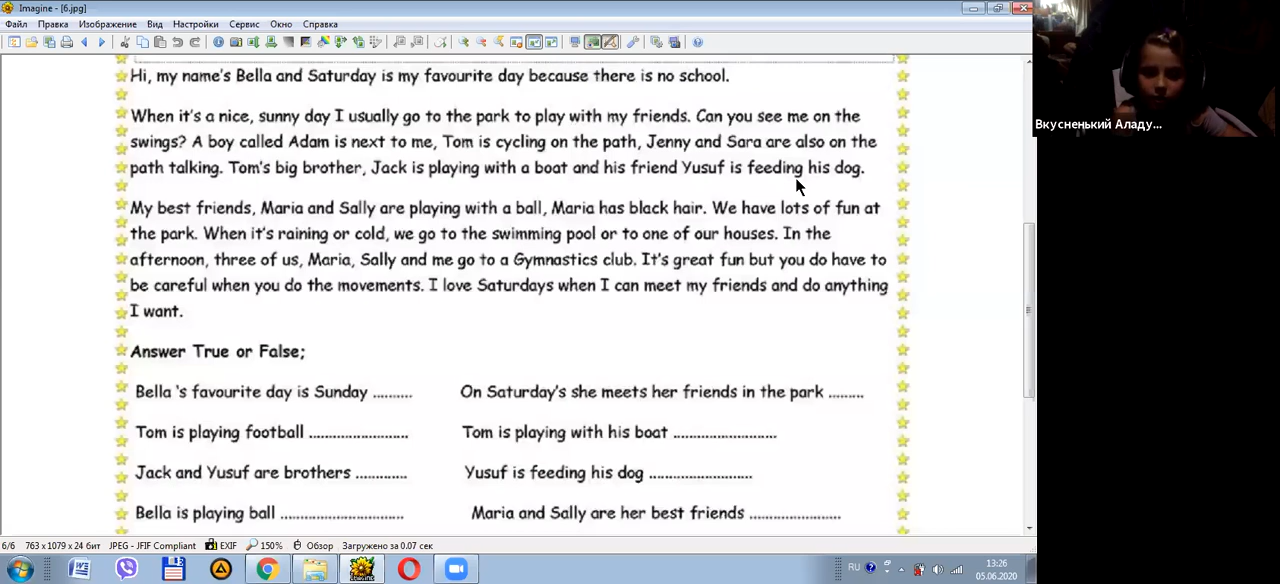 Imagine - [6.jpg]
Файл Правка Изображение Вид Настройки Сервис Окно Справка
Вкусненький Аладу...
Hi, my name's Bella and Saturday is my favourite day because there is no school.
When it's a nice, sunny day I usually go to the park to play with my friends. Can you see me on the
swings? A boy called Adam is next to me, Tom is cycling on the path, Jenny and Sara are also on the
path talking. Tom's big brother, Jack is playing with a boat and his friend Yusuf is feeding his dog.
My best friends, Maria and Sally are playing with a ball, Maria has black hair. We have lots of fun at
the park. When it's raining or cold, we go to the swimming pool or to one of our houses. In the
afternoon, three of us, Maria, Sally and me go to a Gymnastics club. It's great fun but you do have to
be careful when you do the movements. I love Saturdays when I can meet my friends and do anything
I want.
Answer True or False;
Bella 's favourite day is Sunday .......... On Saturday's she meets her friends in the park .........
Tom is playing football ......................... Tom is playing with his boat ..........................
Jack and Yusuf are brothers ............. Yusuf is feeding his dog ..........................
Bella is playing ball ............................... Maria and Sally are her best friends .......................
6/6 763 x 1079 x 24 бит JPEG - JFIF Compliant EXIF 150% Обзор Загружено за 0.07 сек
RU 13:26
05.06.2020